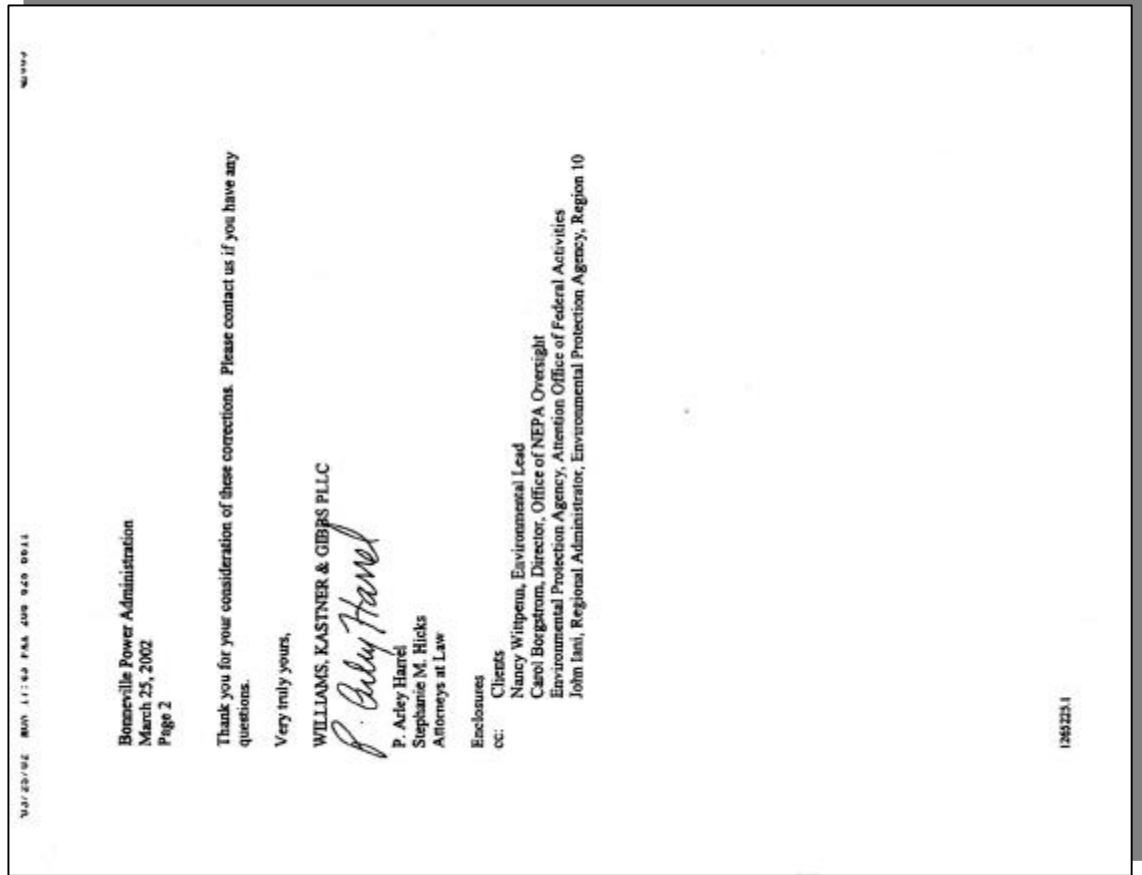 Bonneville Power Administration
March 25, 2002
Page 2
Thank you for your consideration of these corrections. Please contact us if you have any
questions.
Very truly yours,
WILLIAMS, KASTNER & GIBBS PLLC
P. Arley Harrel
P. Arley Harrel
Stephanie M. Hicks
Attorneys at Law
Enclosures
cc: Clients
Nancy Wittpenn, Environmental Lead
Carol Borgstrom, Director, Office of NEPA Oversight
Environmental Protection Agency, Attention Office of Federal Activities
John Iani, Regional Administrator, Environmental Protection Agency, Region 10
1265225.1